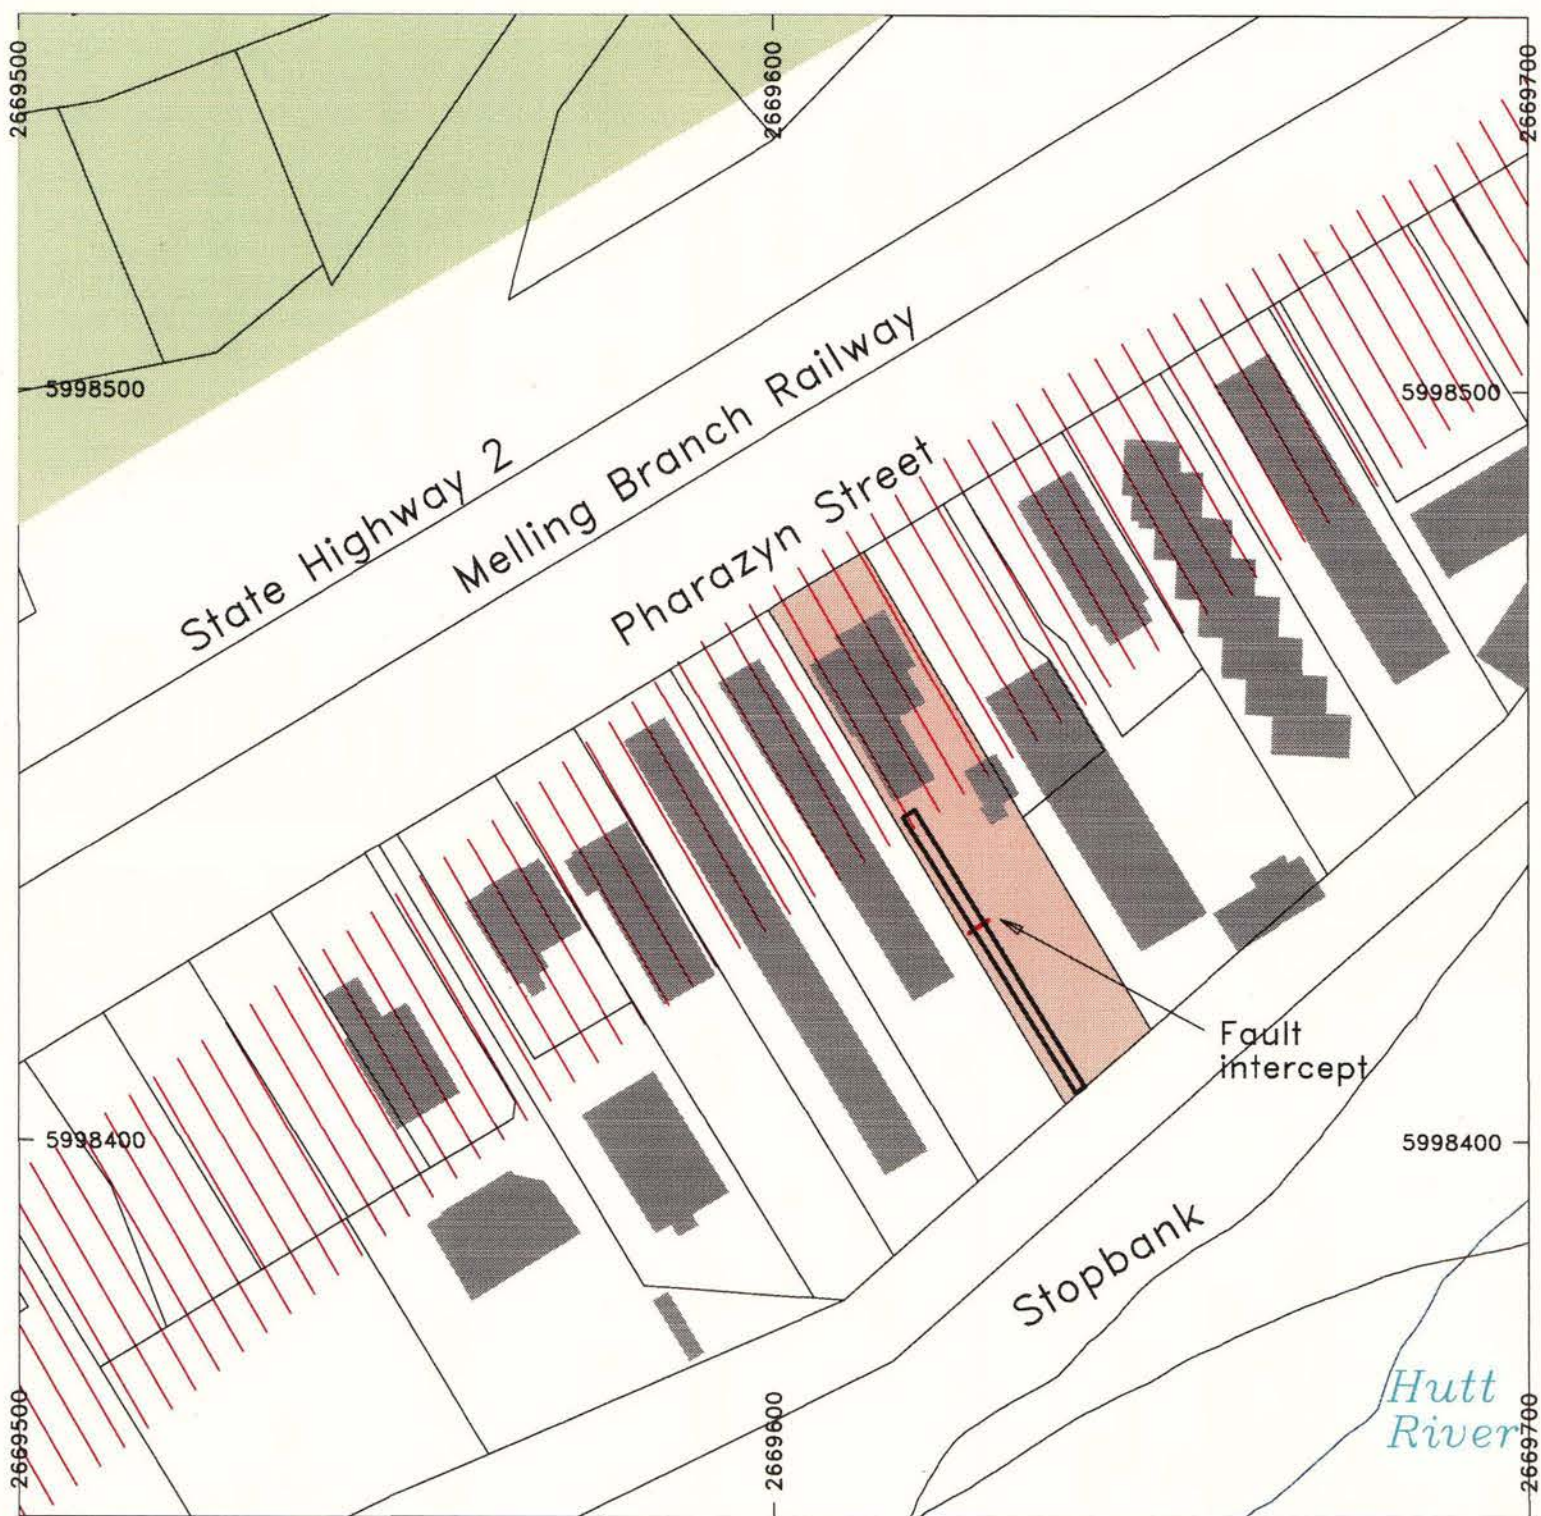 2669500
2669600
2669700
5998500
5998500
State Highway 2
Melling Branch Railway
Pharazyn Street
Fault
intercept
5998400
5998400
Stopbank
Hutt
River
2669500
2669600
2669700